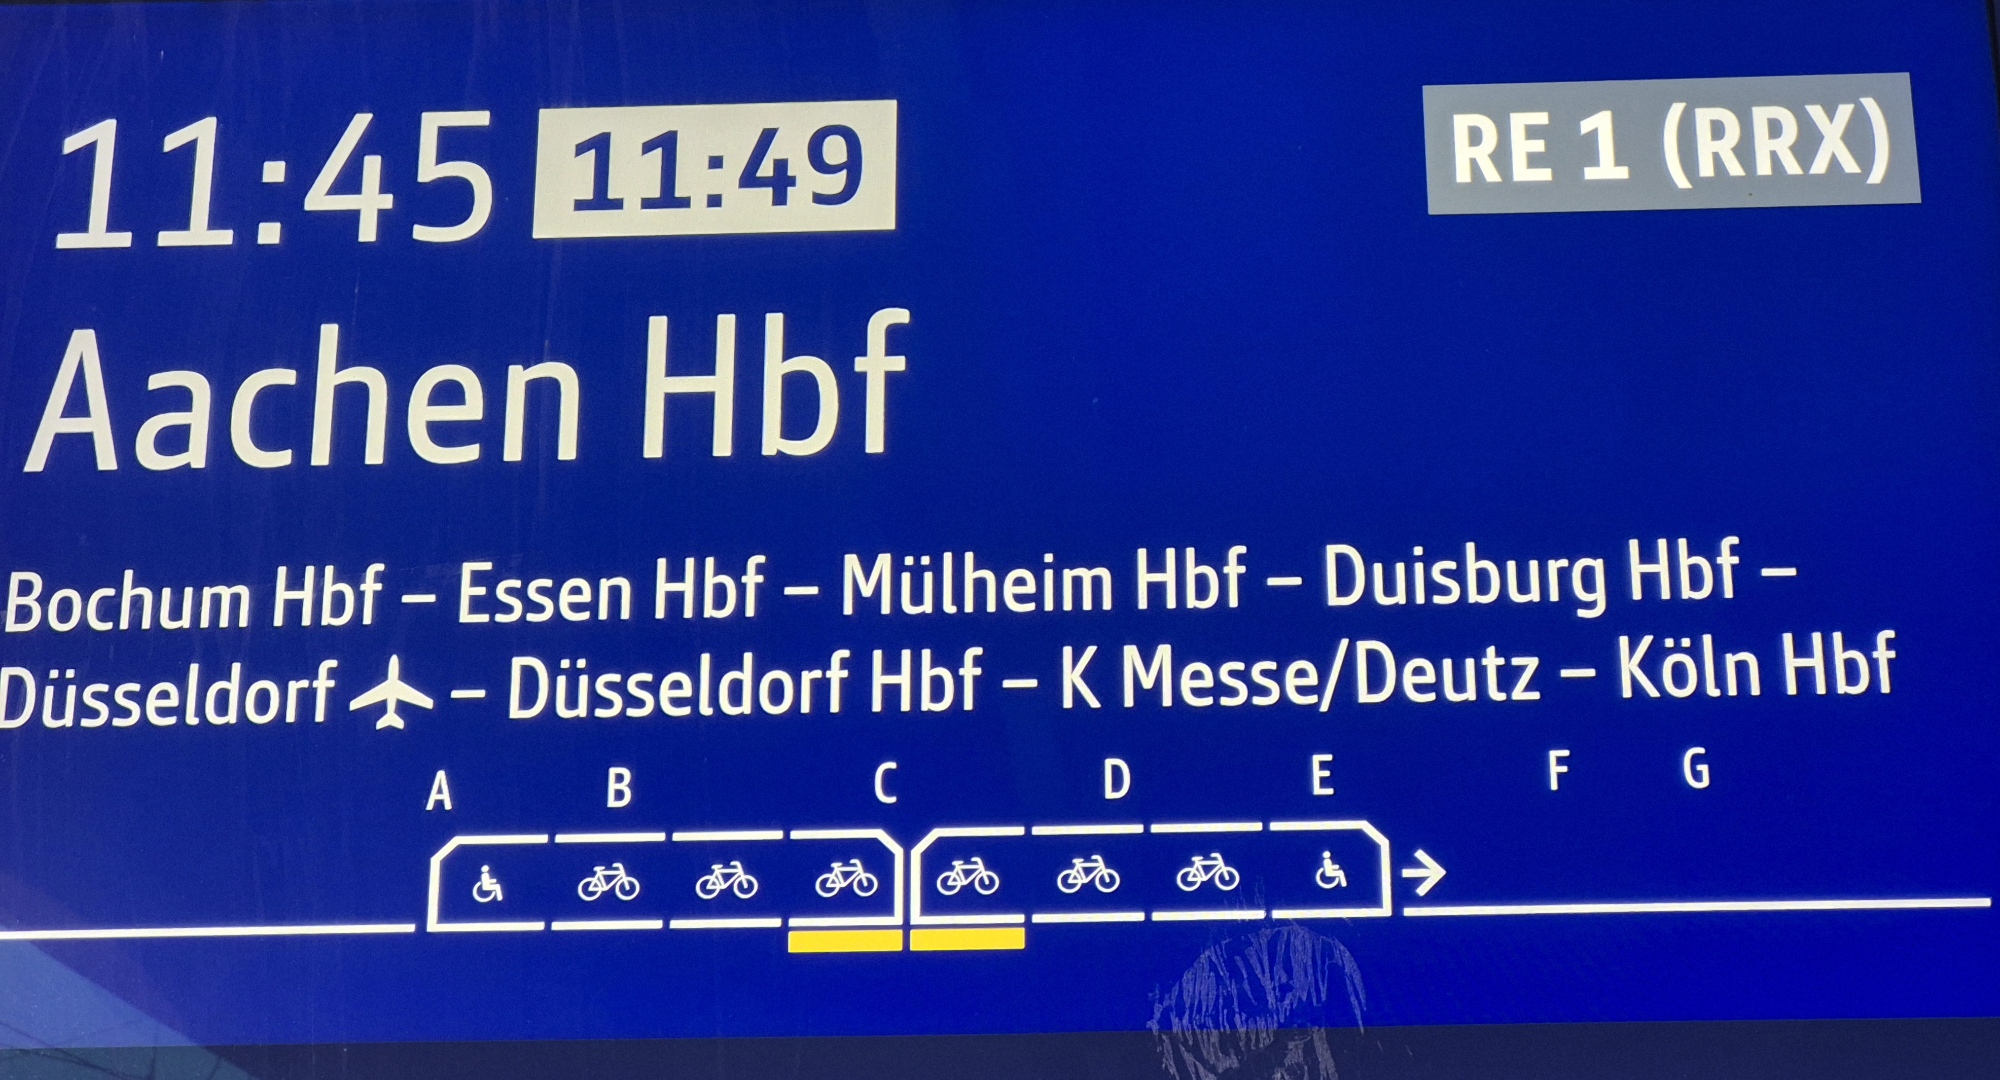 11:45 11:49 RE 1 (RRX)
Aachen Hbf
Bochum Hbf – Essen Hbf – Mülheim Hbf – Duisburg Hbf –
Düsseldorf – Düsseldorf Hbf – K Messe/Deutz – Köln Hbf
A B C D E F G